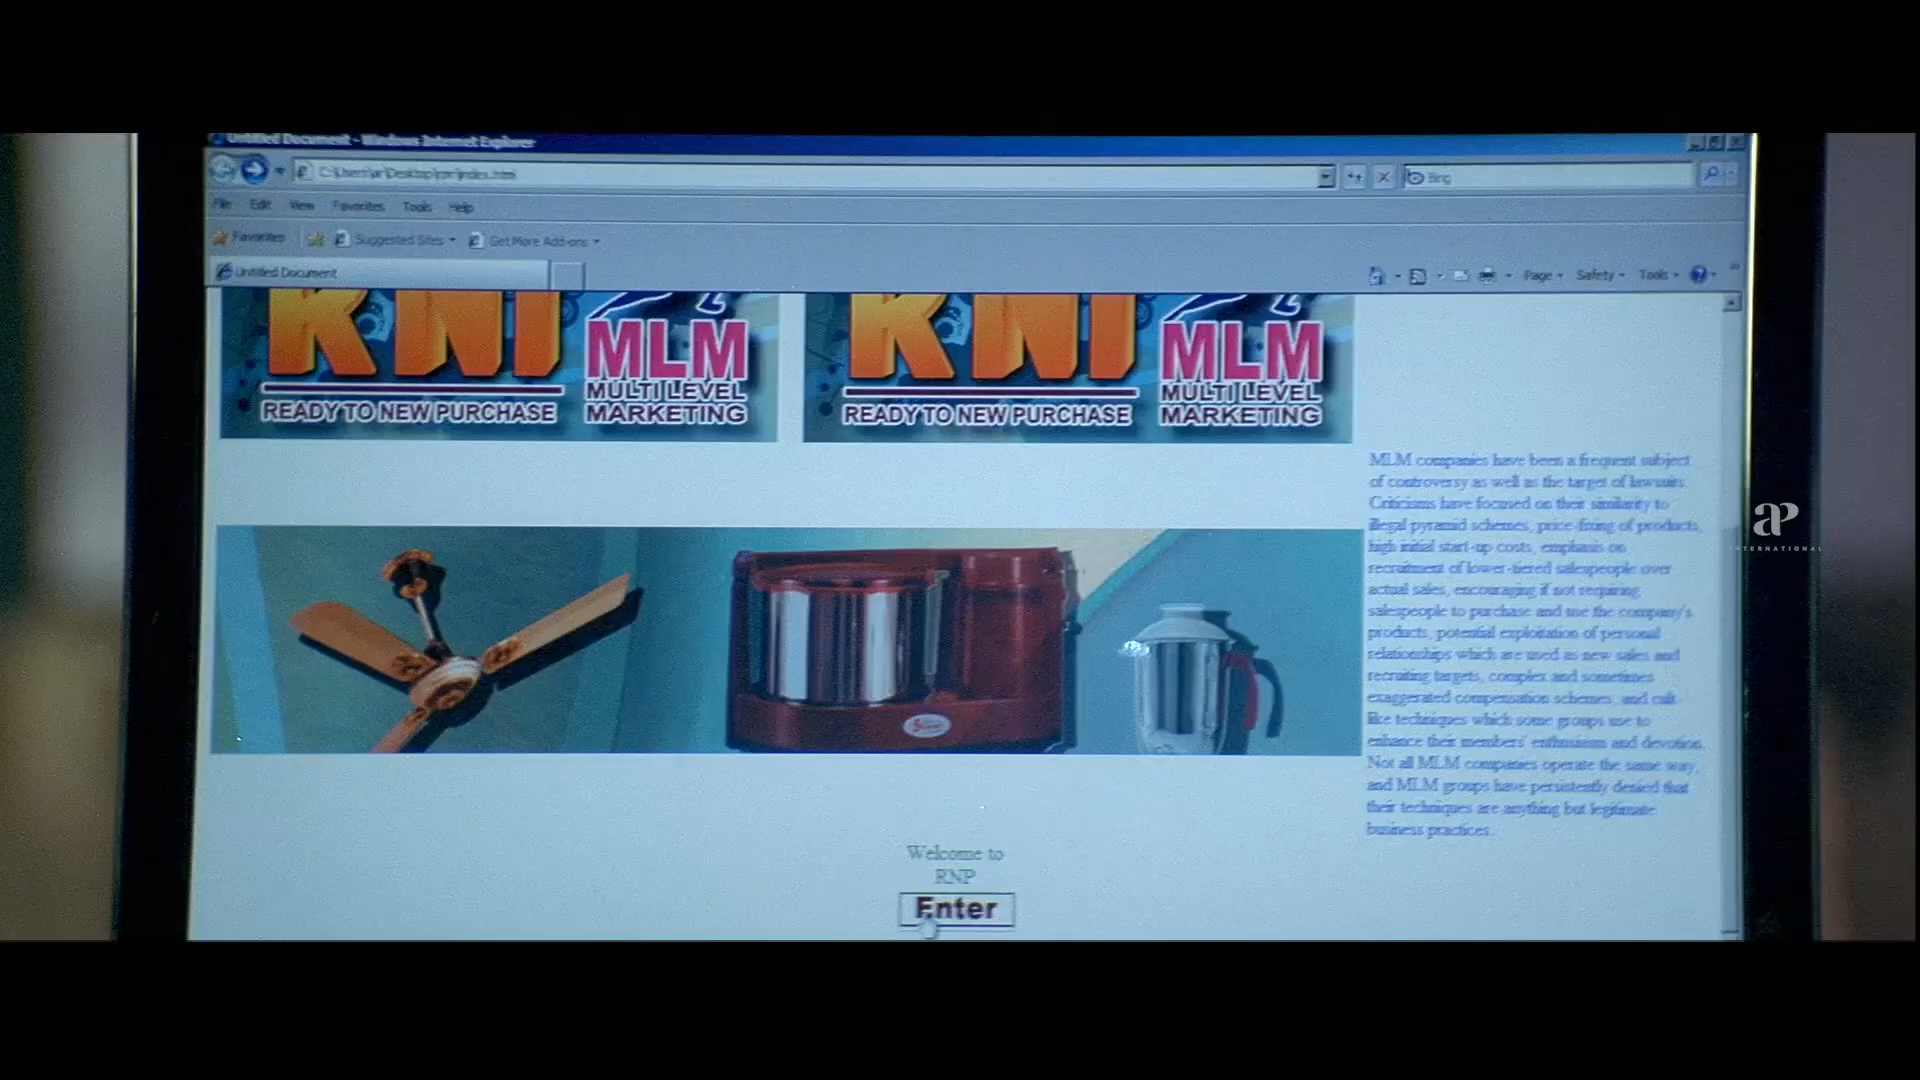 Untitled Document - Windows Internet Explorer
Bing
File Edit View Favorites Tools Help
Favorites Suggested Sites Get More Add-ons
Untitled Document
Page Safety Tools
MLM
MULTI LEVEL
MARKETING
READY TO NEW PURCHASE
MLM
MULTI LEVEL
MARKETING
READY TO NEW PURCHASE
MLM companies have been a frequent subject
of controversy as well as the target of lawsuits.
Criticisms have focused on their similarity to
illegal pyramid schemes, price-fixing of products,
high initial start-up costs, emphasis on
recruitment of lower-tiered salespeople over
actual sales, encouraging if not requiring
salespeople to purchase and use the company's
products, potential exploitation of personal
relationships which are used as new sales and
recruiting targets, complex and sometimes
exaggerated compensation schemes, and cult-
like techniques which some groups use to
enhance their members' enthusiasm and devotion.
Not all MLM companies operate the same way,
and MLM groups have persistently denied that
their techniques are anything but legitimate
business practices.
Welcome to
RNP
Enter
ap
INTERNATIONAL